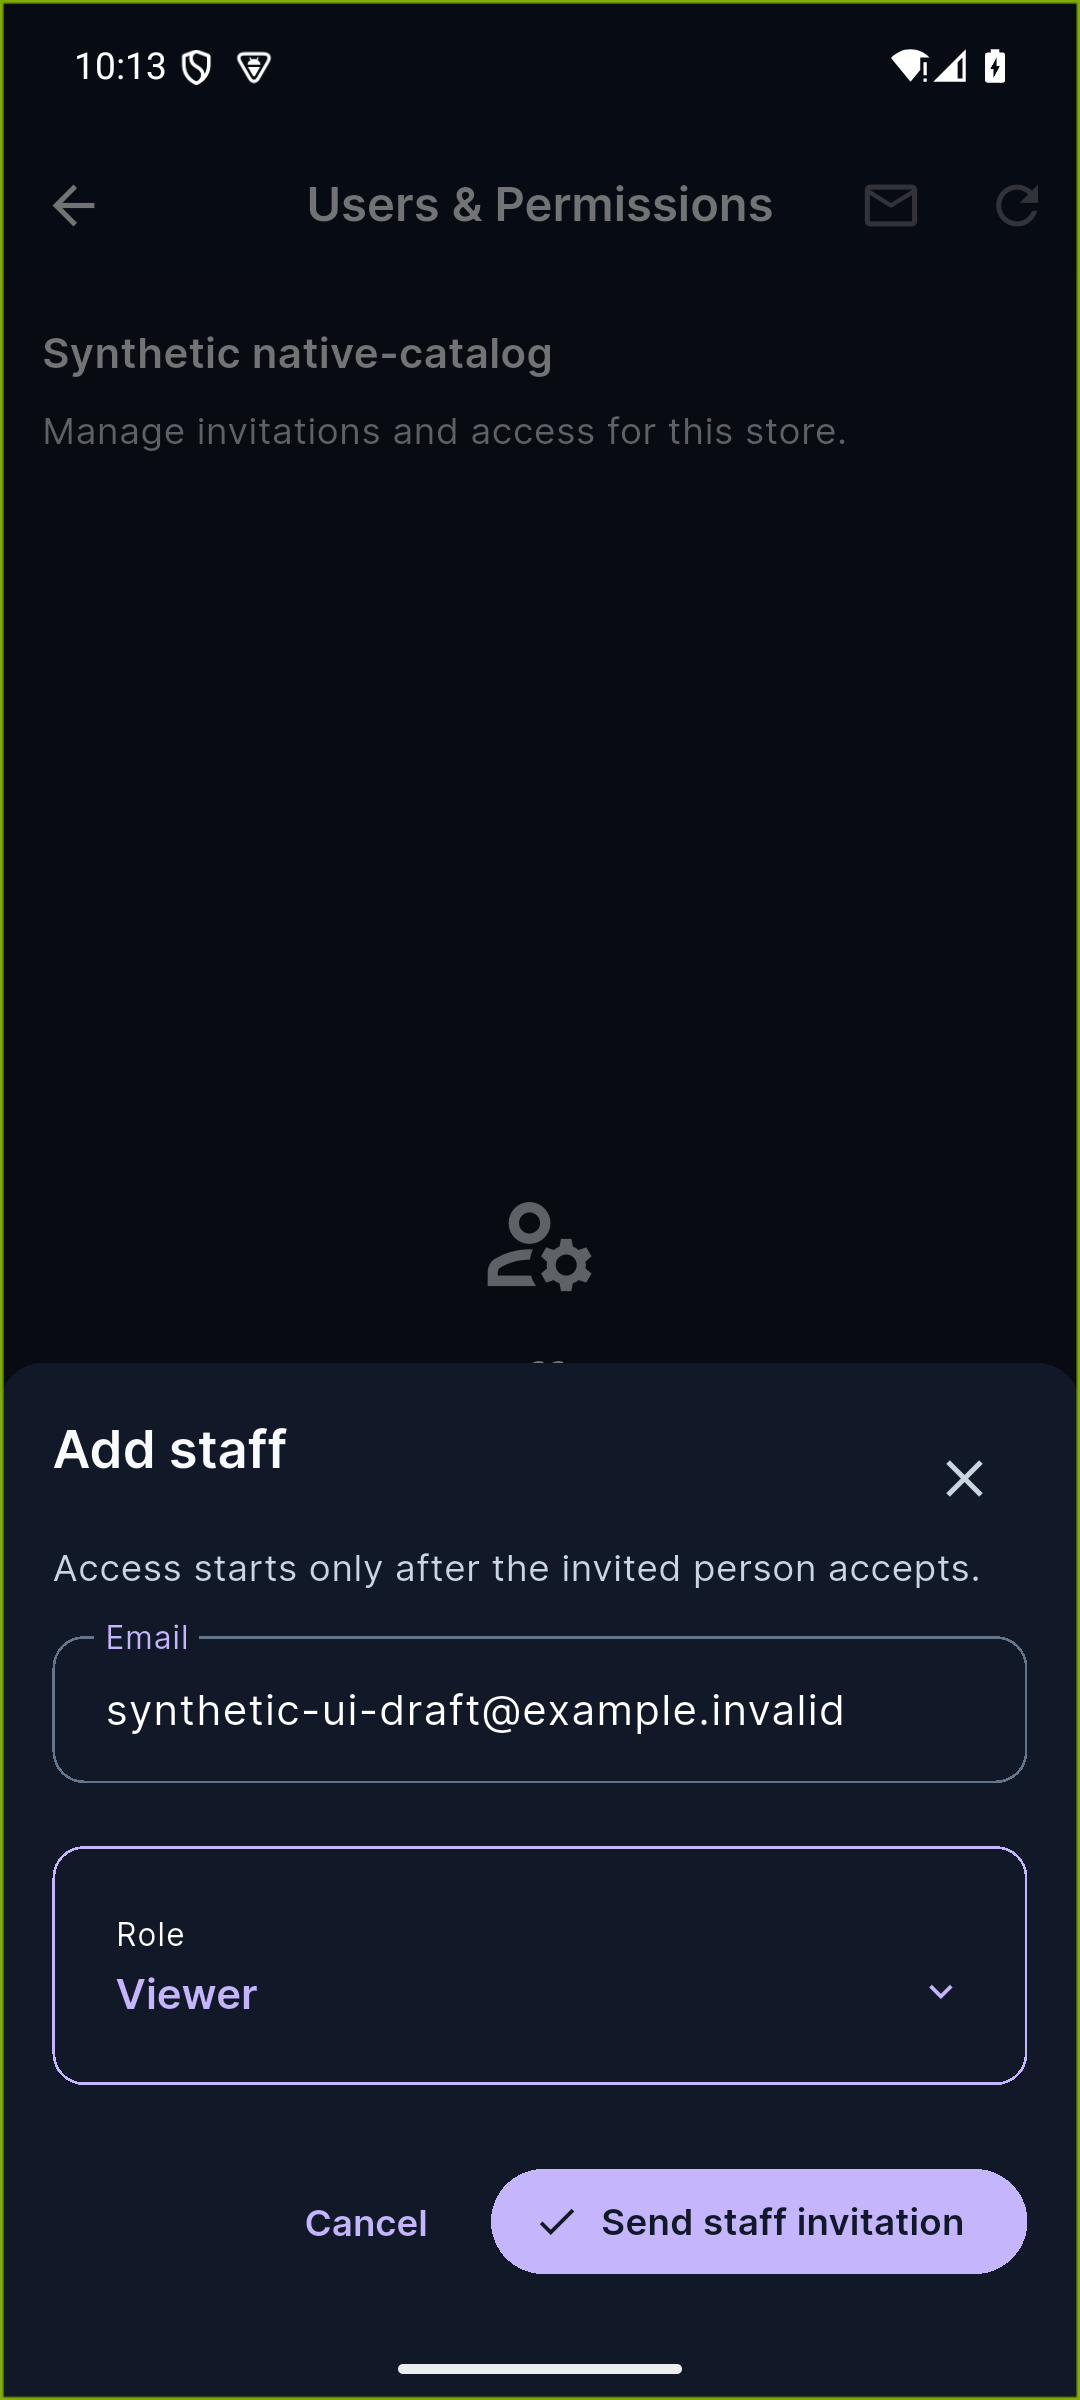 10:13
Users & Permissions
Synthetic native-catalog
Manage invitations and access for this store.
Add staff
Access starts only after the invited person accepts.
Email
synthetic-ui-draft@example.invalid
Role
Viewer
Cancel
Send staff invitation